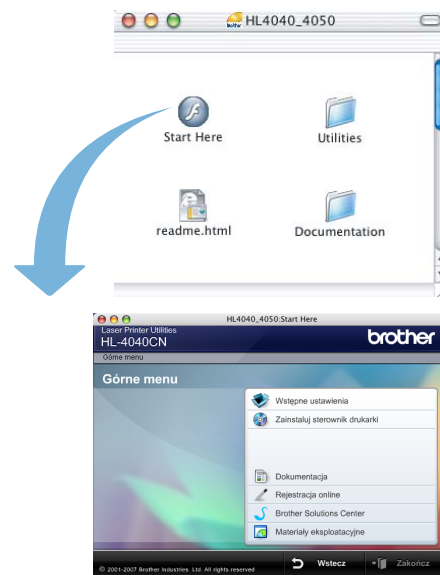 HL4040_4050
Start Here
Utilities
readme.html
Documentation
HL4040_4050:Start Here
Laser Printer Utilities
HL-4040CN
brother
Górne menu
Górne menu
Wstępne ustawienia
Zainstaluj sterownik drukarki
Dokumentacja
Rejestracja online
Brother Solutions Center
Materiały eksploatacyjne
© 2001-2007 Brother Industries Ltd. All rights reserved
Wstecz
Zakończ